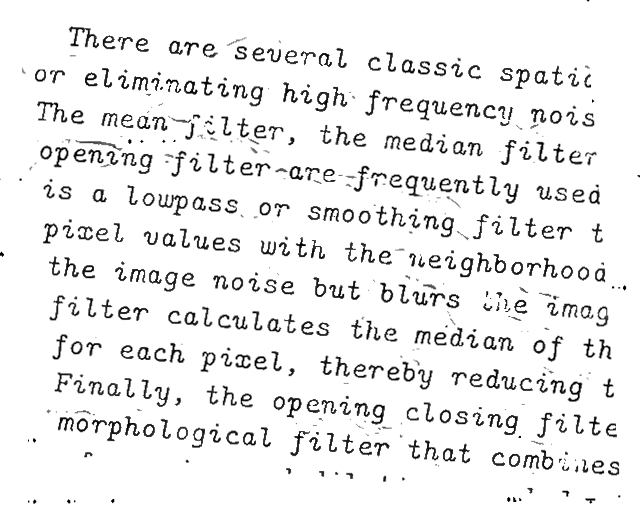 There are several classic spatic
or eliminating high frequency nois
The mean filter, the median filter
opening filter are frequently used
is a lowpass or smoothing filter t
pixel values with the neighborhood
the image noise but blurs the imag
filter calculates the median of th
for each pixel, thereby reducing t
Finally, the opening closing filte
morphological filter that combines